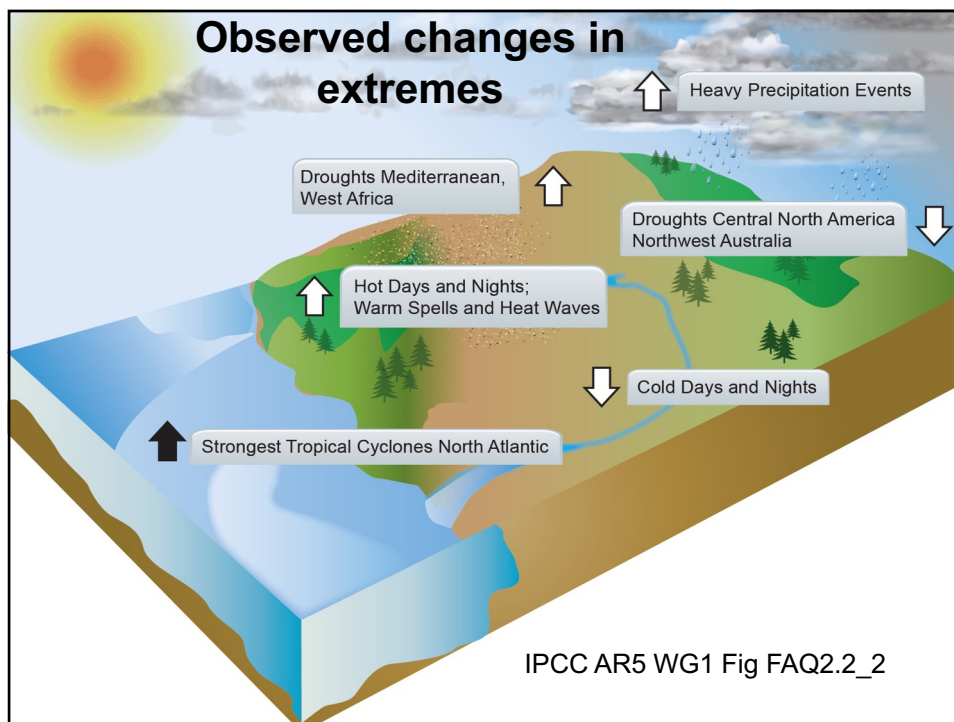 Observed changes in
extremes
Heavy Precipitation Events
Droughts Mediterranean,
West Africa
Droughts Central North America
Northwest Australia
Hot Days and Nights;
Warm Spells and Heat Waves
Cold Days and Nights
Strongest Tropical Cyclones North Atlantic
IPCC AR5 WG1 Fig FAQ2.2_2